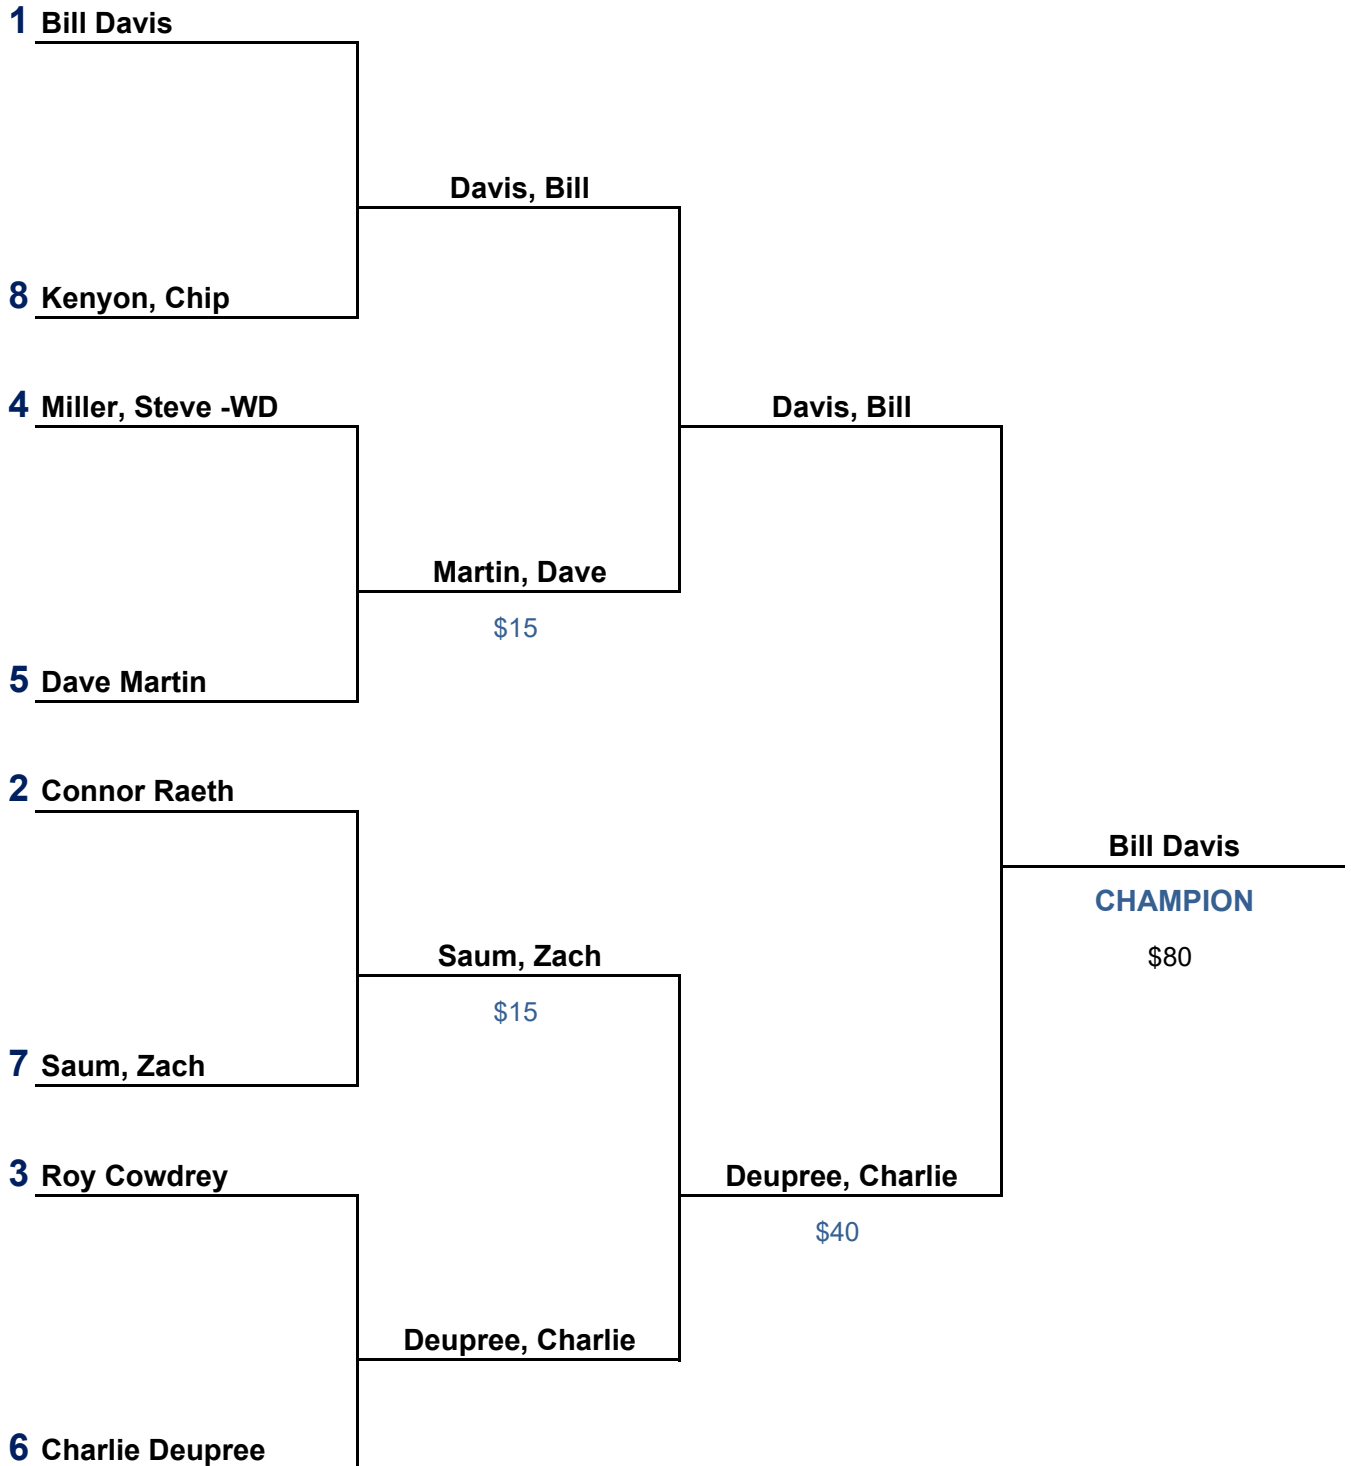 1 Bill Davis
Davis, Bill
8 Kenyon, Chip
4 Miller, Steve -WD
Davis, Bill
Martin, Dave
$15
5 Dave Martin
2 Connor Raeth
Bill Davis
CHAMPION
Saum, Zach
$80
$15
7 Saum, Zach
3 Roy Cowdrey
Deupree, Charlie
$40
Deupree, Charlie
6 Charlie Deupree